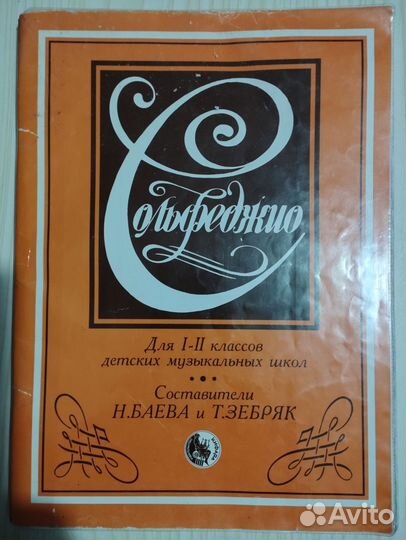 Сольфеджио
Для I-II классов
детских музыкальных школ
Составители
Н.БАЕВА и Т.ЗЕБРЯК
Avito